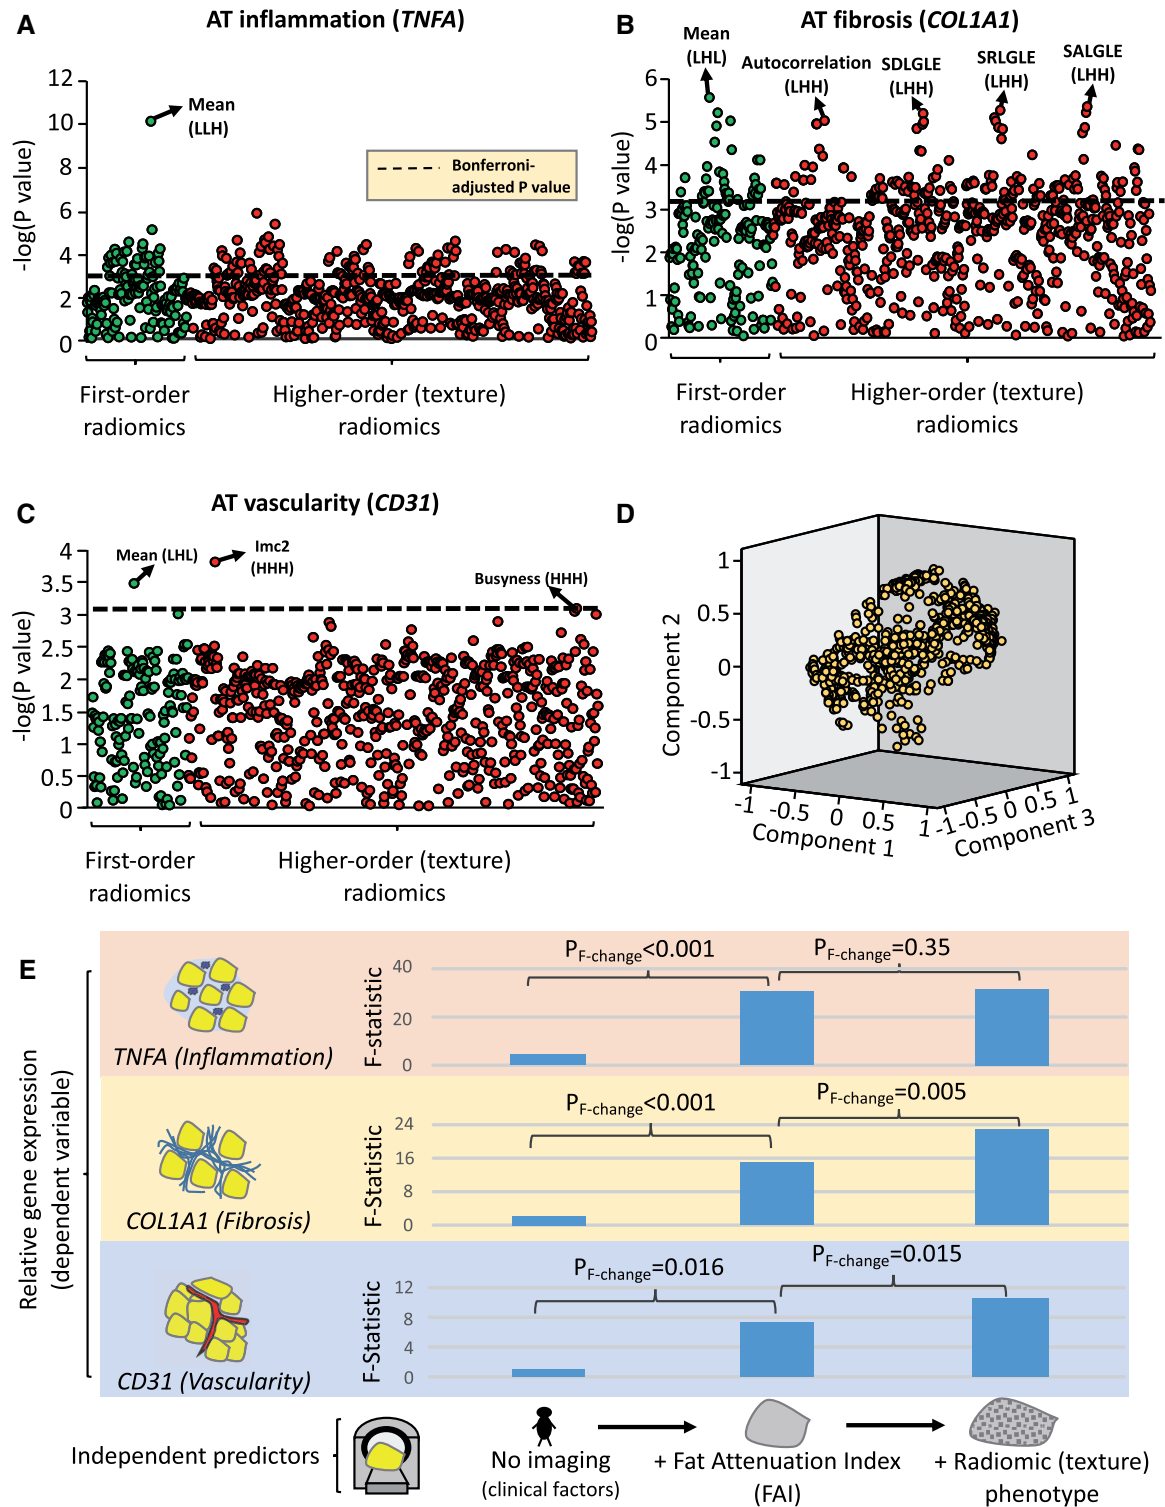 A
AT inflammation (TNFA)
-log(P value)
12
10
8
6
4
2
0
Mean
(LLH)
Bonferroni-
adjusted P value
First-order
radiomics
Higher-order (texture)
radiomics
B
AT fibrosis (COL1A1)
-log(P value)
6
5
4
3
2
1
0
Mean
(LHL)
Autocorrelation
(LHH)
SDLGLE
(LHH)
SRLGLE
(LHH)
SALGLE
(LHH)
First-order
radiomics
Higher-order (texture)
radiomics
C
AT vascularity (CD31)
-log(P value)
4
3.5
3
2.5
2
1.5
1
0.5
0
Mean (LHL)
Imc2
(HHH)
Busyness (HHH)
First-order
radiomics
Higher-order (texture)
radiomics
D
Component 2
1
0.5
0
-0.5
-1
-1 -0.5 0 0.5 1
Component 1
-1 -0.5 0 0.5 1
Component 3
E
Relative gene expression
(dependent variable)
TNFA (Inflammation)
F-statistic
40
20
0
PF-change<0.001
PF-change=0.35
COL1A1 (Fibrosis)
F-Statistic
24
16
8
0
PF-change<0.001
PF-change=0.005
CD31 (Vascularity)
F-Statistic
12
8
4
0
PF-change=0.016
PF-change=0.015
Independent predictors
No imaging
(clinical factors)
+ Fat Attenuation Index
(FAI)
+ Radiomic (texture)
phenotype